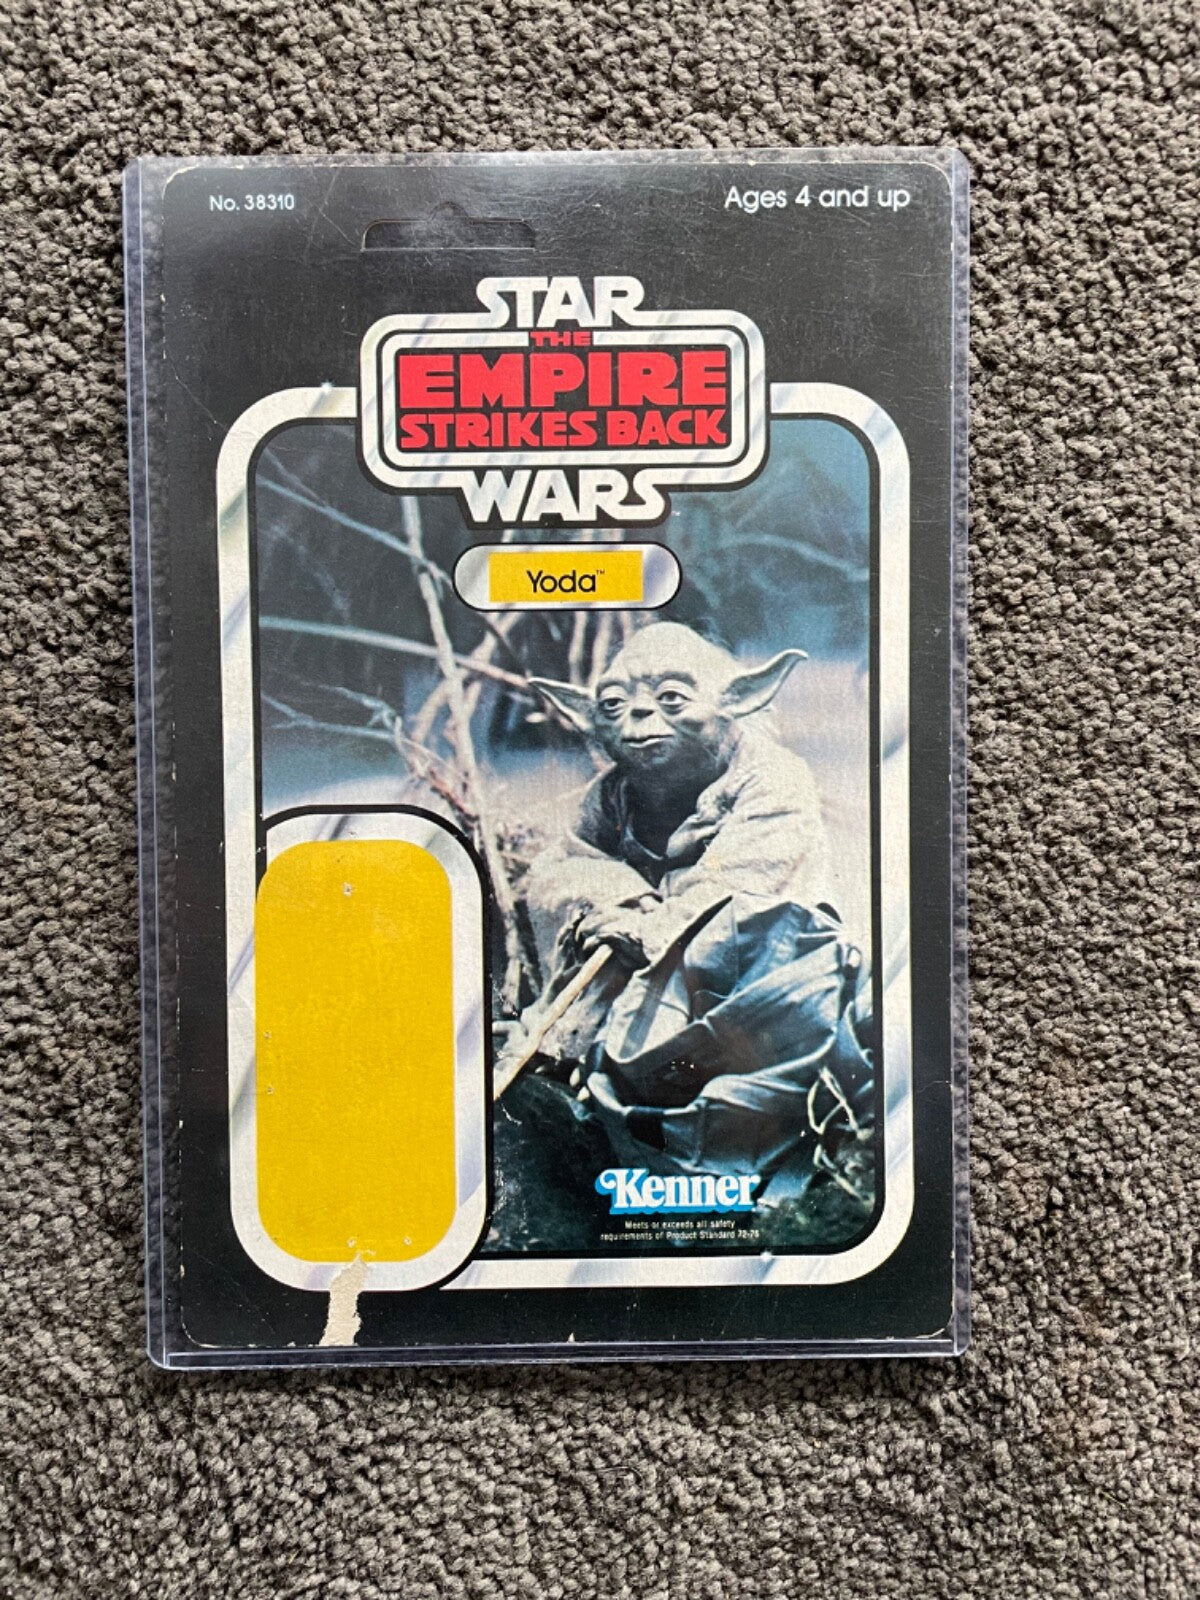 No. 38310
Ages 4 and up
STAR
THE
EMPIRE
STRIKES BACK
WARS
Yoda™
Kenner
Meets or exceeds all safety
requirements of Product Standard 72-76